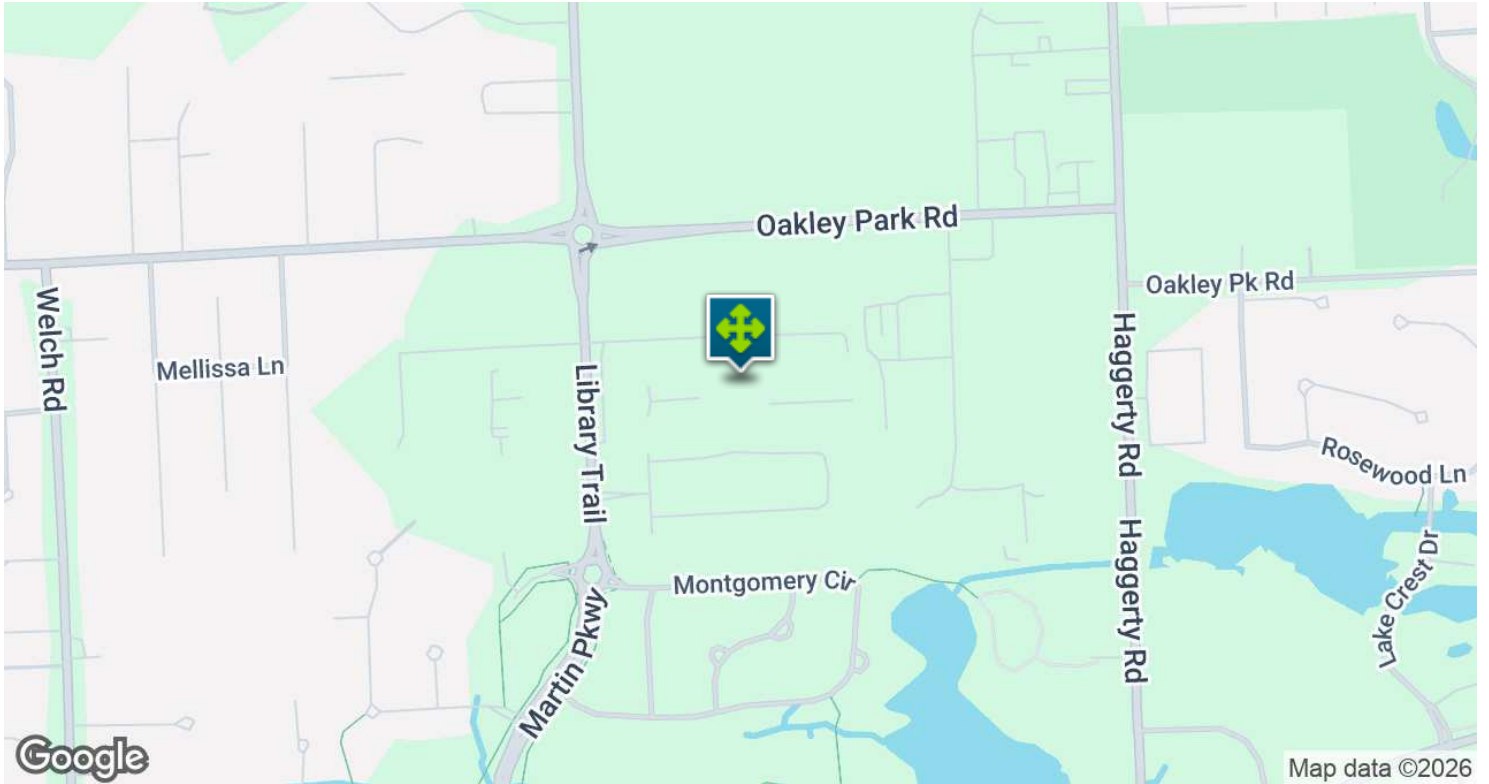 Oakley Park Rd
Oakley Pk Rd
Welch Rd
Mellissa Ln
Library Trail
Haggerty Rd
Rosewood Ln
Haggerty Rd
Lake Crest Dr
Montgomery Cir
Martin Pkwy
Google
Map data ©2026